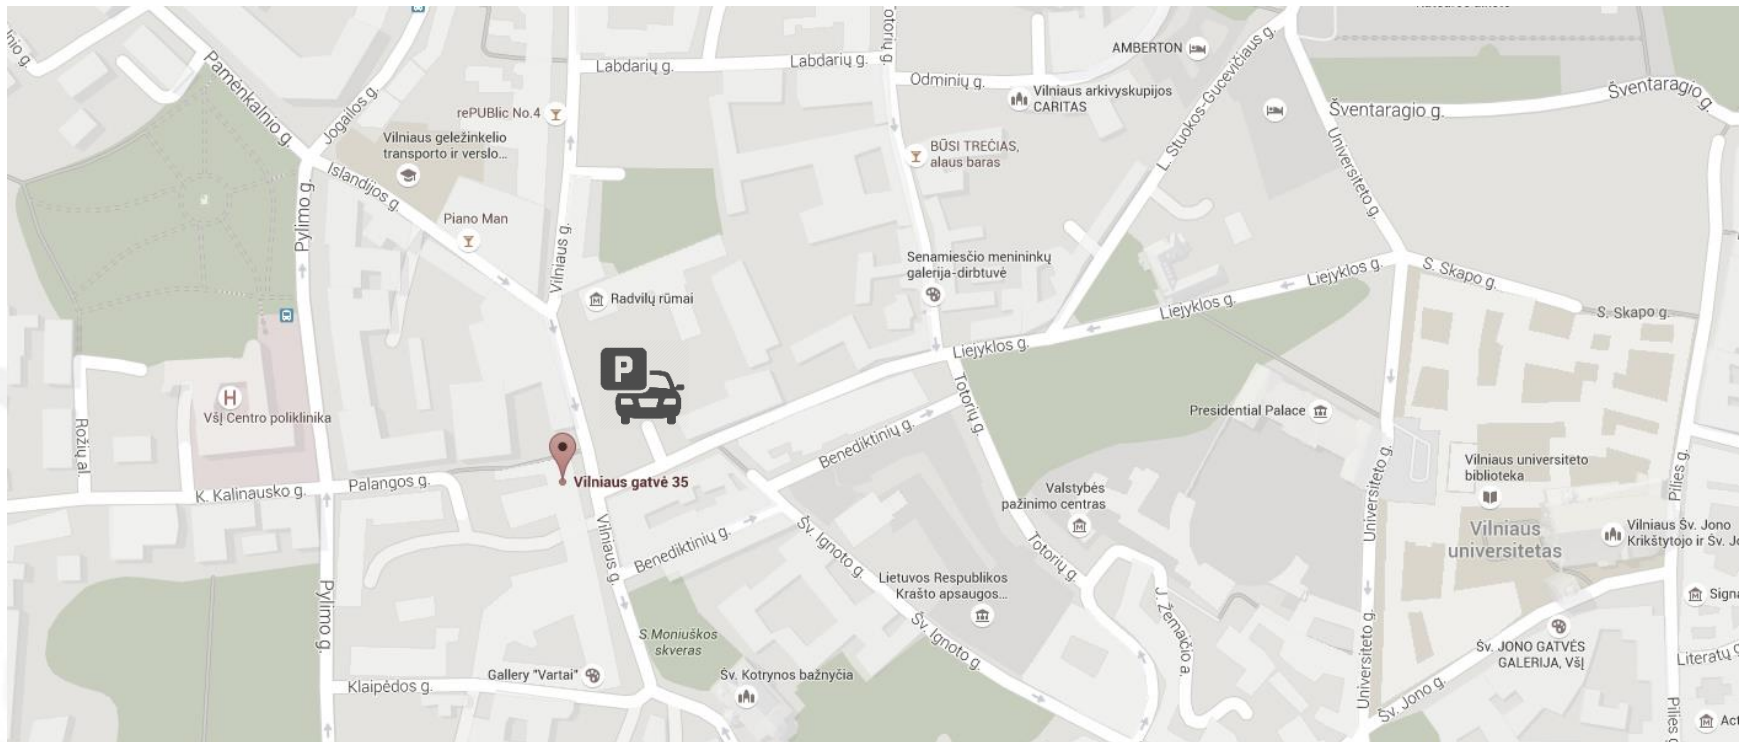 AMBERTON
Labdarių g.
Labdarių g.
Totorių g.
Odminių g.
Vilniaus arkivyskupijos
CARITAS
L. Stuokos-Gucevičiaus g.
Šventaragio g.
Šventaragio g.
Pamėnkalnio g.
Jogailos g.
rePUBlic No.4
Vilniaus geležinkelio
transporto ir verslo...
BŪSI TREČIAS,
alaus baras
Universiteto g.
Islandijos g.
Pylimo g.
Piano Man
Vilniaus g.
Senamiesčio menininkų
galerija-dirbtuvė
Radvilų rūmai
Liejyklos g.
Liejyklos g.
Liejyklos g.
S. Skapo g.
S. Skapo g.
P
H
VšĮ Centro poliklinika
Rožių al.
Totorių g.
Presidential Palace
Benediktinių g.
K. Kalinausko g.
Palangos g.
Vilniaus gatvė 35
Valstybės
pažinimo centras
Universiteto g.
Vilniaus universiteto
biblioteka
Pilies g.
Vilniaus g.
Benediktinių g.
Šv. Ignoto g.
Totorių g.
Vilniaus
universitetas
Vilniaus Šv. Jono
Krikštytojo ir Šv. Jo
Pylimo g.
Lietuvos Respublikos
Krašto apsaugos...
J. Žemaičio a.
Signa
S.Moniuškos
skveras
Šv. Ignoto g.
Universiteto g.
Šv. JONO GATVĖS
GALERIJA, VšĮ
Literatų g
Gallery "Vartai"
Šv. Kotrynos bažnyčia
Klaipėdos g.
Šv. Jono g.
Pilies g
Act